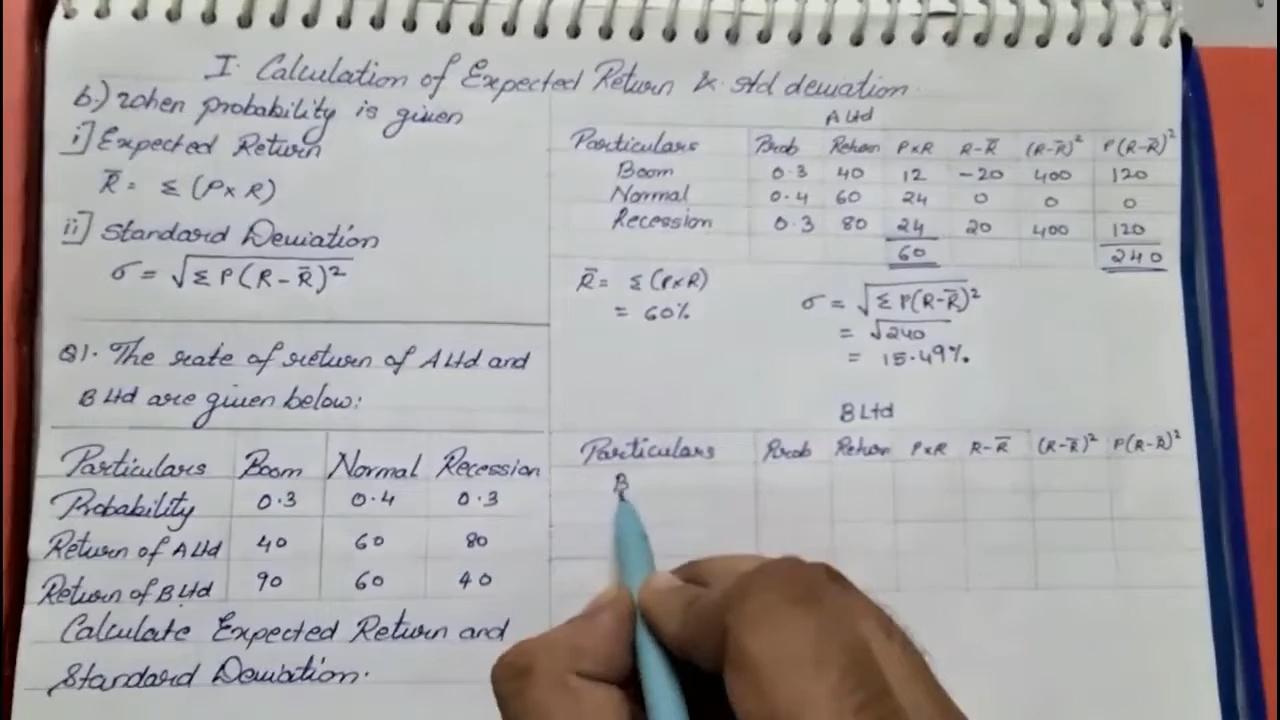 I. Calculation of Expected Return & std deviation.
b.) When probability is given
i] Expected Return
R̄ = Σ (P×R)
ii] Standard Deviation
σ = √Σ P(R-R̄)²
Q1. The rate of return of A Ltd and
B Ltd are given below:
Particulars Boom Normal Recession
Probability 0.3 0.4 0.3
Return of A Ltd 40 60 80
Return of B Ltd 90 60 40
Calculate Expected Return and
Standard Deviation.
A Ltd
Particulars Prob Return P×R R-R̄ (R-R̄)² P(R-R̄)²
Boom 0.3 40 12 -20 400 120
Normal 0.4 60 24 0 0 0
Recession 0.3 80 24 20 400 120
60 240
R̄ = Σ (P×R)
= 60%
σ = √Σ P(R-R̄)²
= √240
= 15.49%.
B Ltd
Particulars Prob Return P×R R-R̄ (R-R̄)² P(R-R̄)²
B